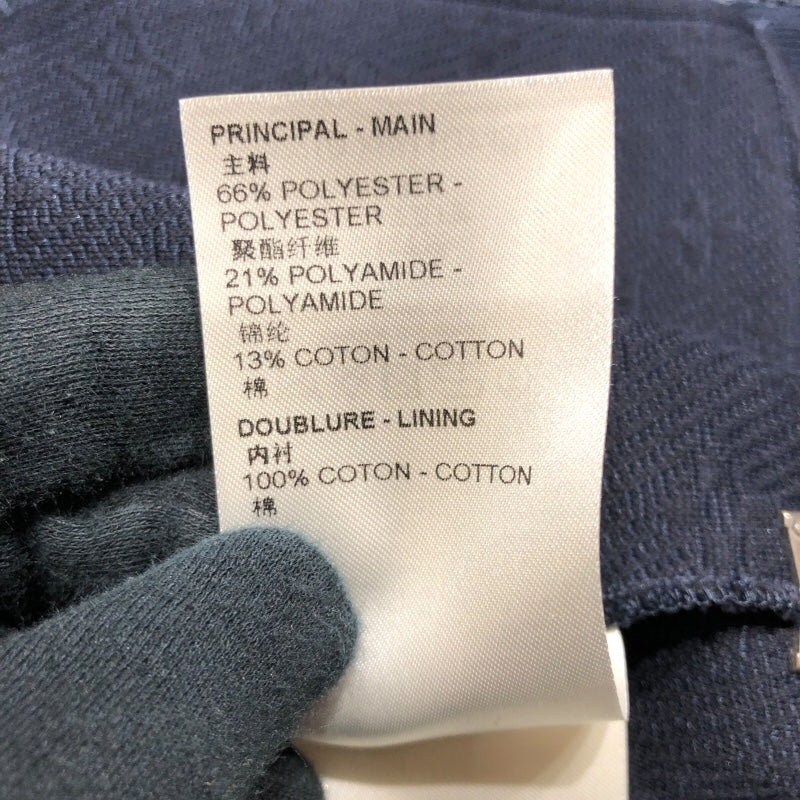 PRINCIPAL - MAIN
主料
66% POLYESTER -
POLYESTER
聚酯纤维
21% POLYAMIDE -
POLYAMIDE
锦纶
13% COTON - COTTON
棉
DOUBLURE - LINING
内衬
100% COTON - COTTON
棉